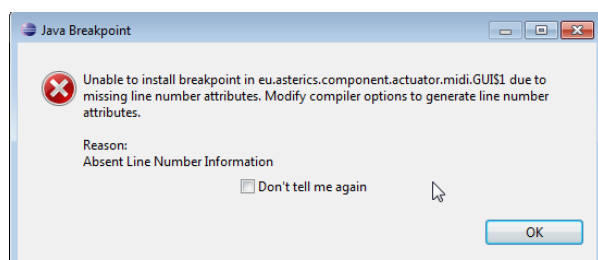 Java Breakpoint
Unable to install breakpoint in eu.asterics.component.actuator.midi.GUI$1 due to
missing line number attributes. Modify compiler options to generate line number
attributes.
Reason:
Absent Line Number Information
Don't tell me again
OK